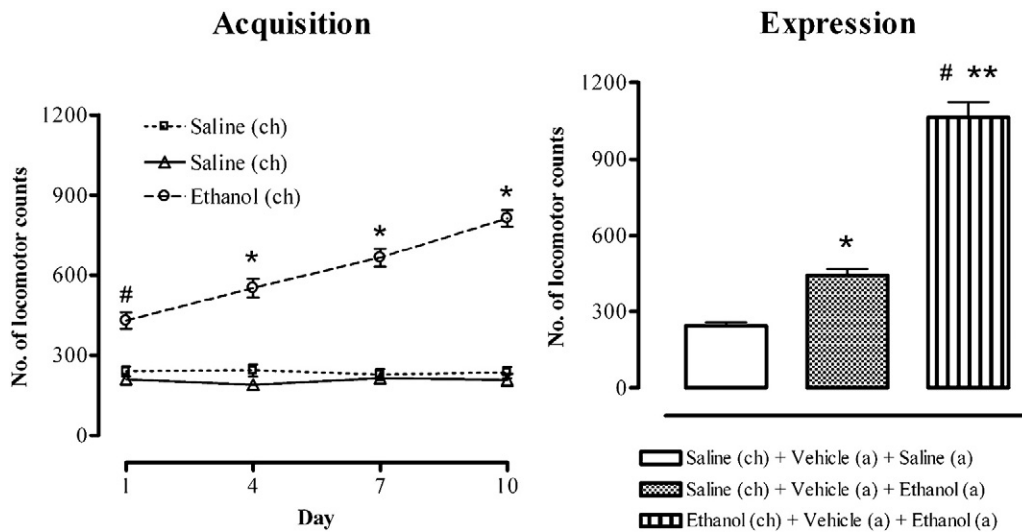 Acquisition
No. of locomotor counts
1200
900
600
300
0
Saline (ch)
Saline (ch)
Ethanol (ch)
#
*
*
*
1
4
7
10
Day
Expression
No. of locomotor counts
1200
900
600
300
0
*
# **
Saline (ch) + Vehicle (a) + Saline (a)
Saline (ch) + Vehicle (a) + Ethanol (a)
Ethanol (ch) + Vehicle (a) + Ethanol (a)